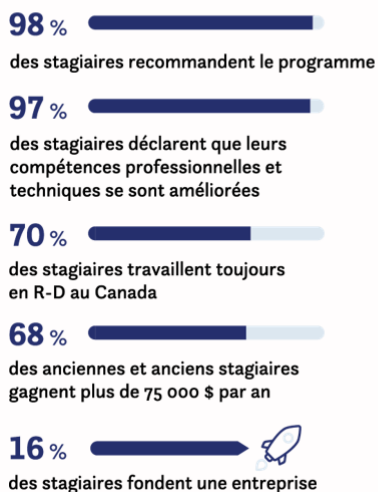 98 %
des stagiaires recommandent le programme
97 %
des stagiaires déclarent que leurs
compétences professionnelles et
techniques se sont améliorées
70 %
des stagiaires travaillent toujours
en R-D au Canada
68 %
des anciennes et anciens stagiaires
gagnent plus de 75 000 $ par an
16 %
des stagiaires fondent une entreprise